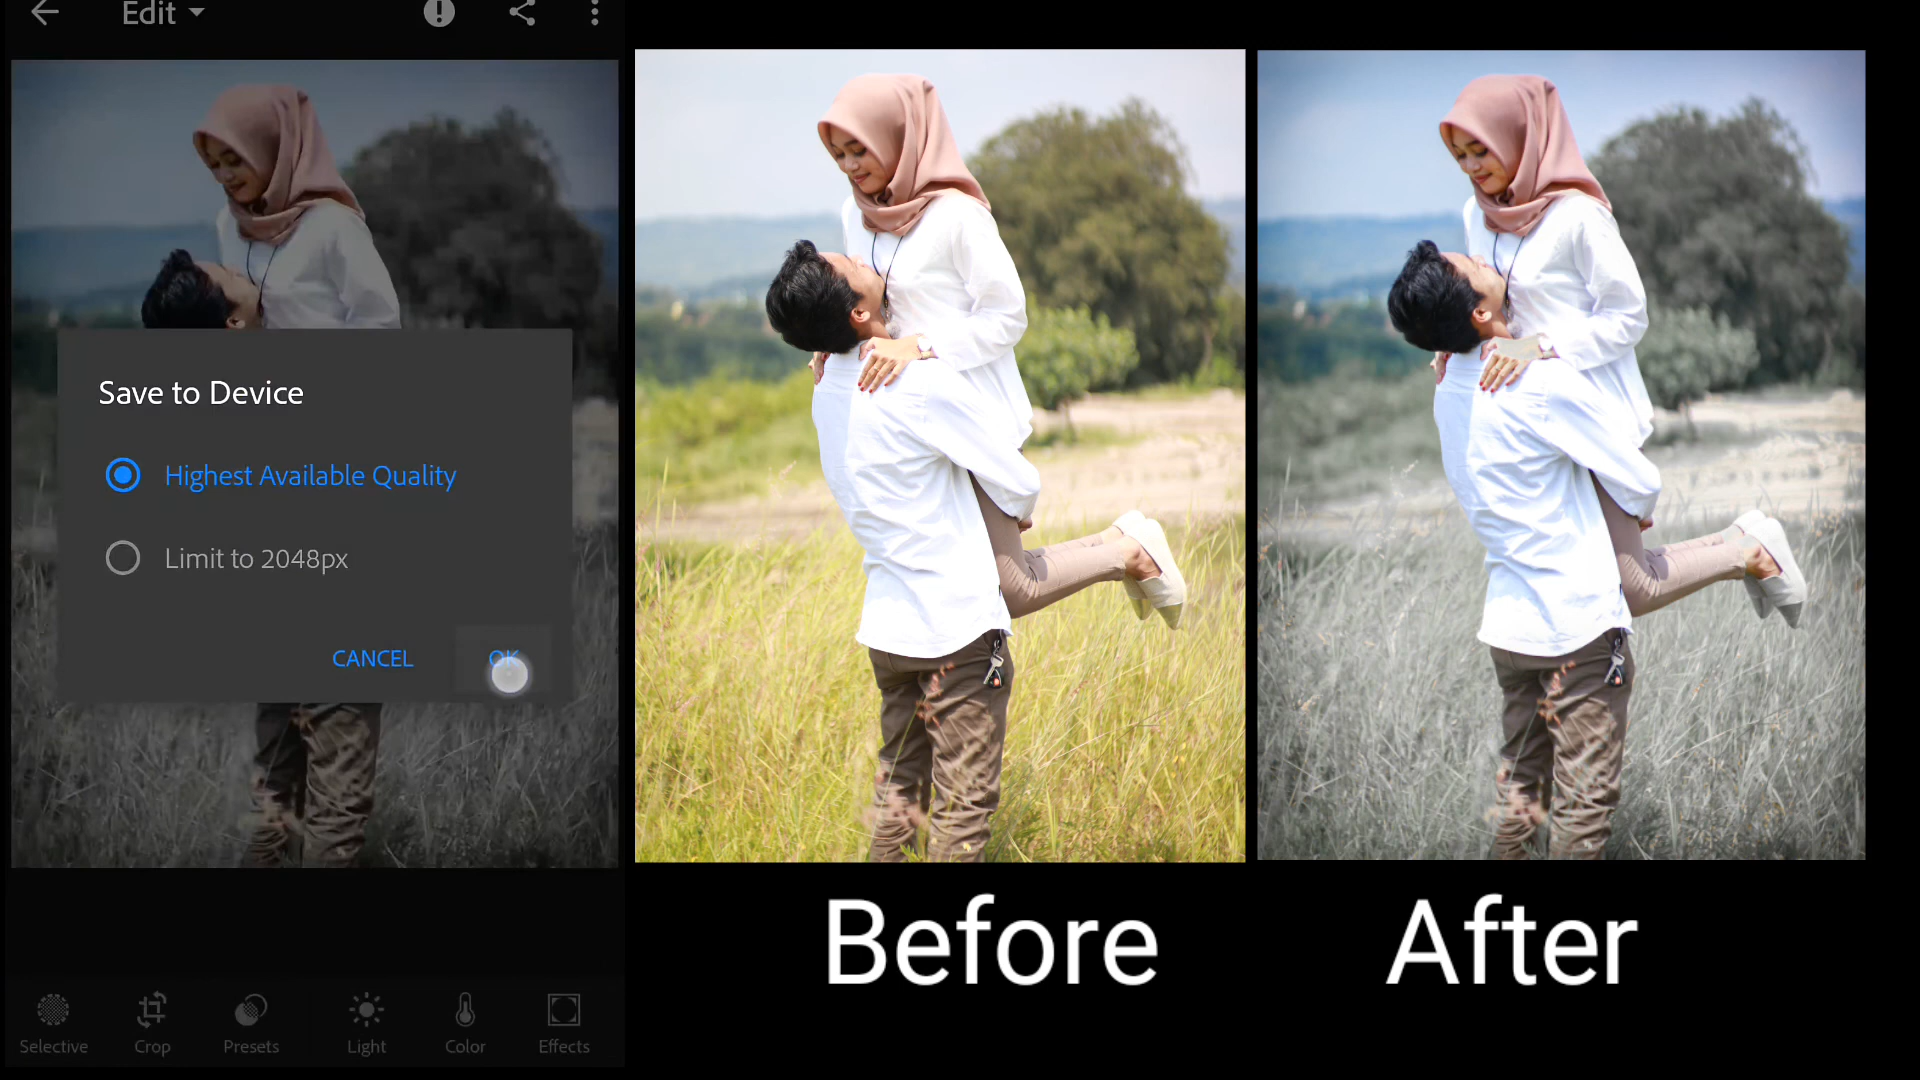 Edit
Save to Device
Highest Available Quality
Limit to 2048px
CANCEL
OK
Selective
Crop
Presets
Light
Color
Effects
Before
After